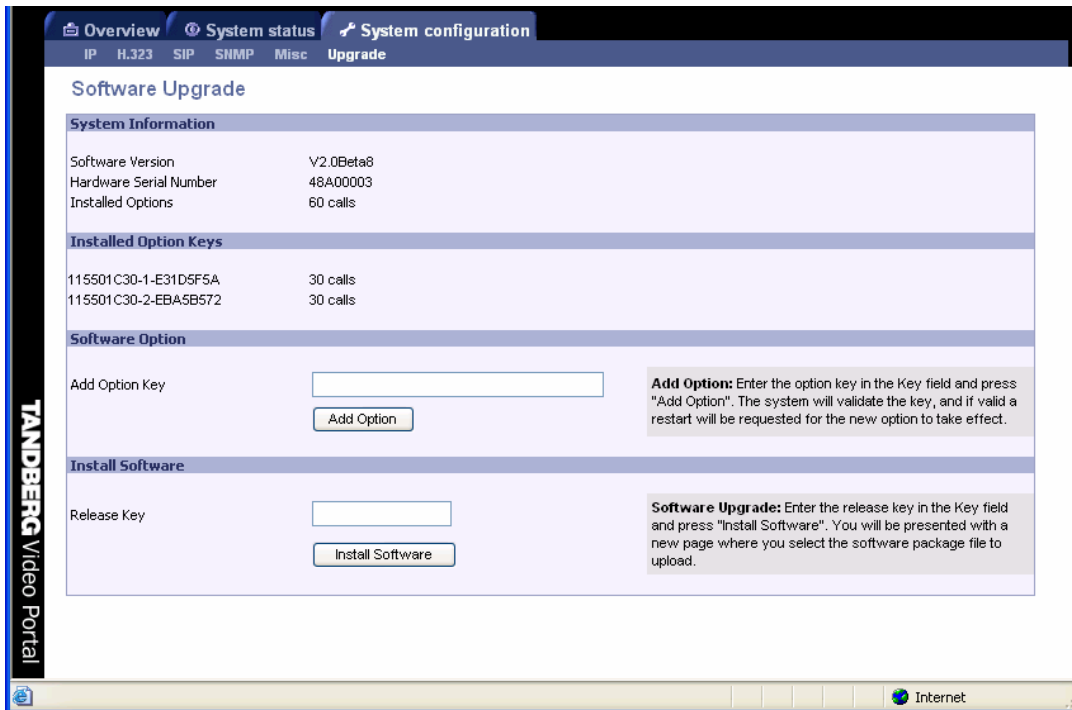 Overview System status System configuration
IP H.323 SIP SNMP Misc Upgrade
Software Upgrade
System Information
Software Version V2.0Beta8
Hardware Serial Number 48A00003
Installed Options 60 calls
Installed Option Keys
115501C30-1-E31D5F5A 30 calls
115501C30-2-EBA5B572 30 calls
Software Option
Add Option Key
Add Option
Add Option: Enter the option key in the Key field and press
"Add Option". The system will validate the key, and if valid a
restart will be requested for the new option to take effect.
Install Software
Release Key
Install Software
Software Upgrade: Enter the release key in the Key field
and press "Install Software". You will be presented with a
new page where you select the software package file to
upload.
TANDBERG Video Portal
Internet